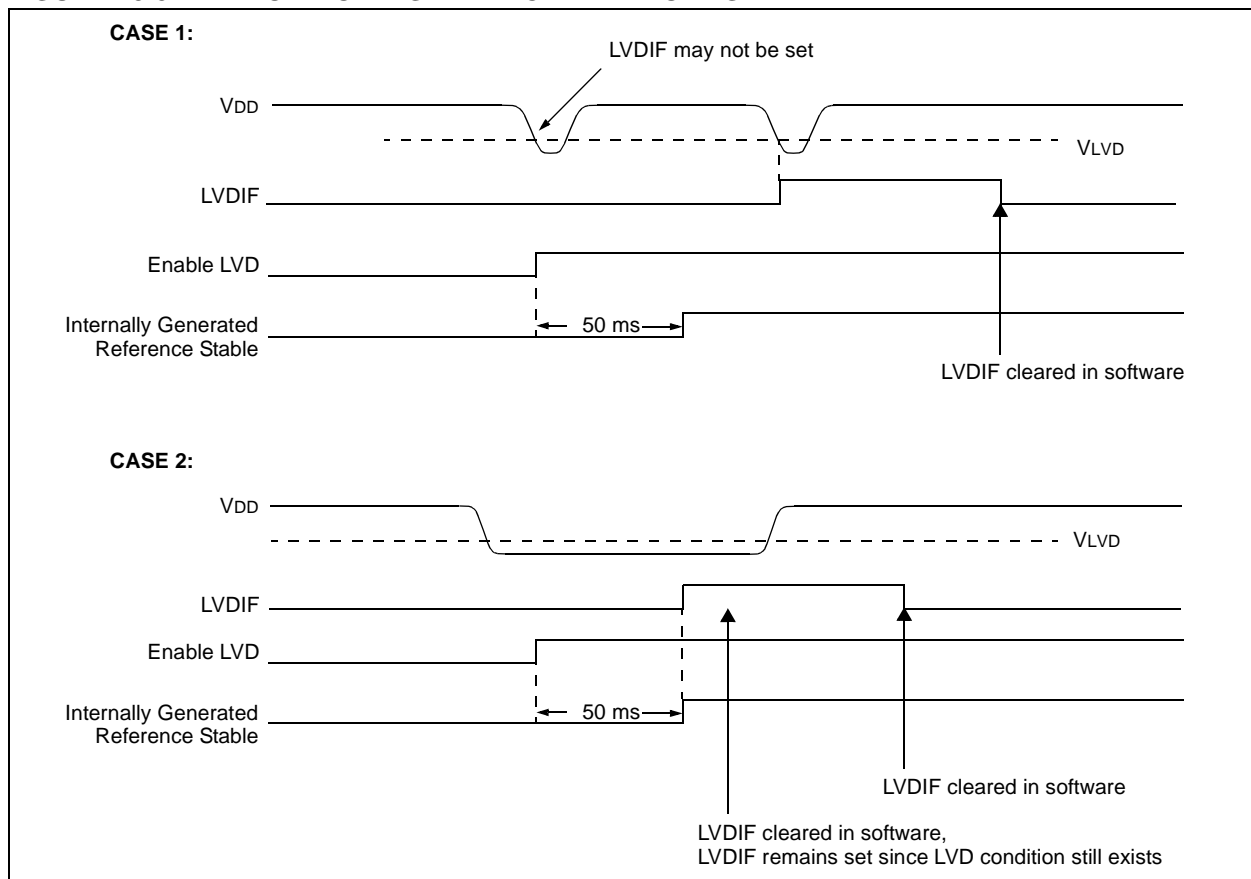 CASE 1:
LVDIF may not be set
VDD
VLVD
LVDIF
Enable LVD
Internally Generated
Reference Stable
50 ms
LVDIF cleared in software
CASE 2:
VDD
VLVD
LVDIF
Enable LVD
Internally Generated
Reference Stable
50 ms
LVDIF cleared in software
LVDIF cleared in software,
LVDIF remains set since LVD condition still exists